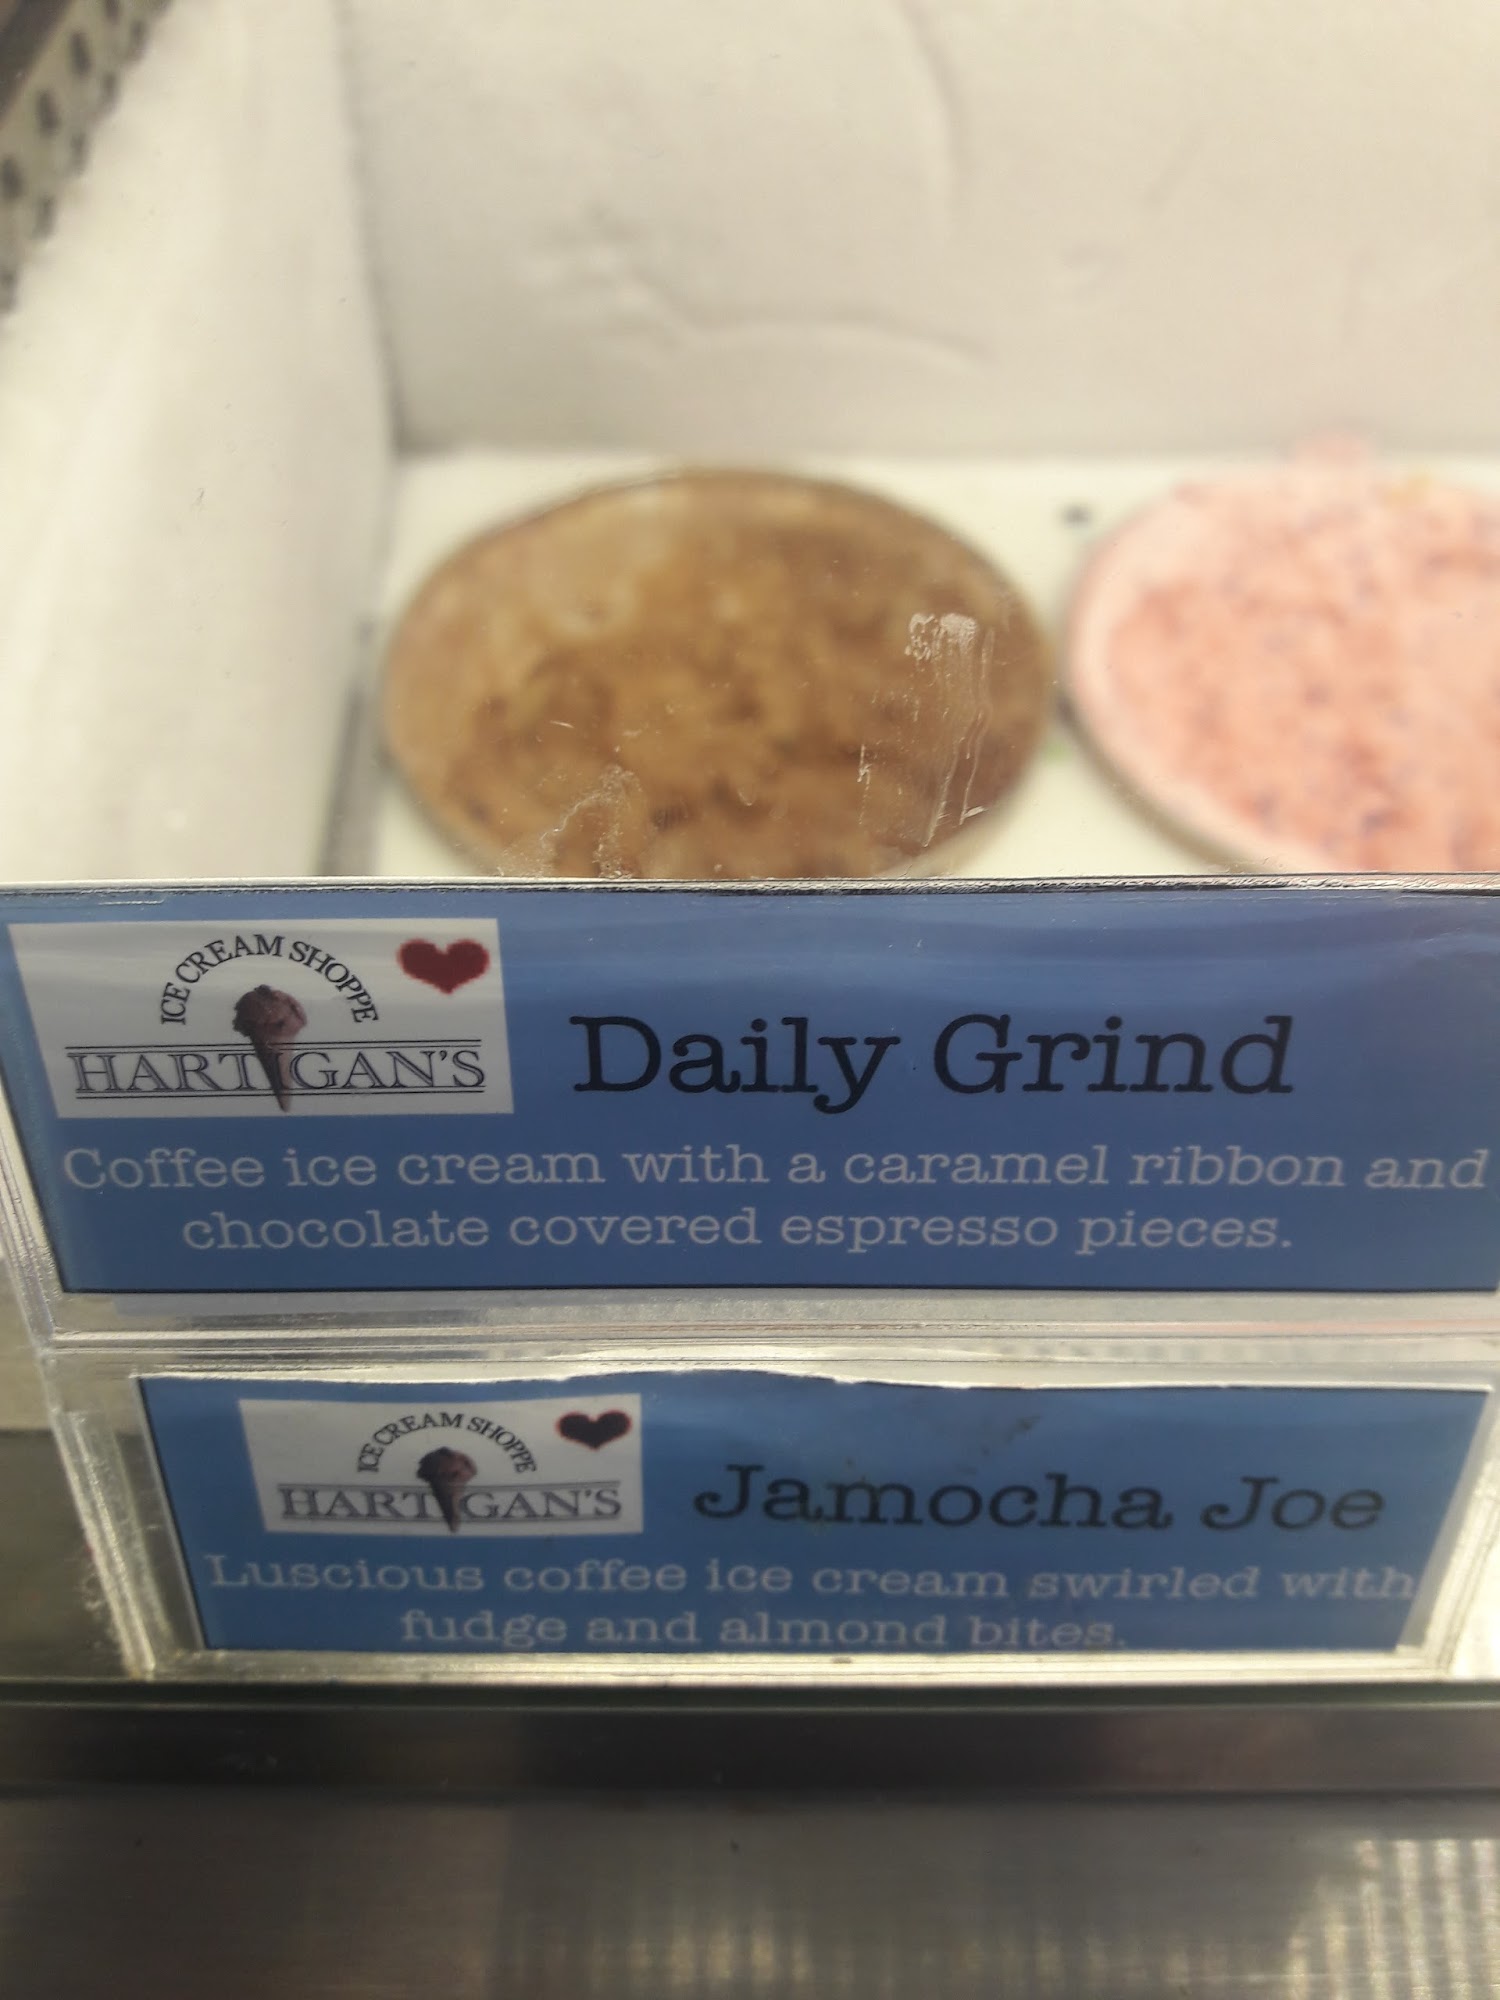 ICE CREAM SHOPPE
HARTIGAN'S
Daily Grind
Coffee ice cream with a caramel ribbon and
chocolate covered espresso pieces.
ICE CREAM SHOPPE
HARTIGAN'S
Jamocha Joe
Luscious coffee ice cream swirled with
fudge and almond bites.